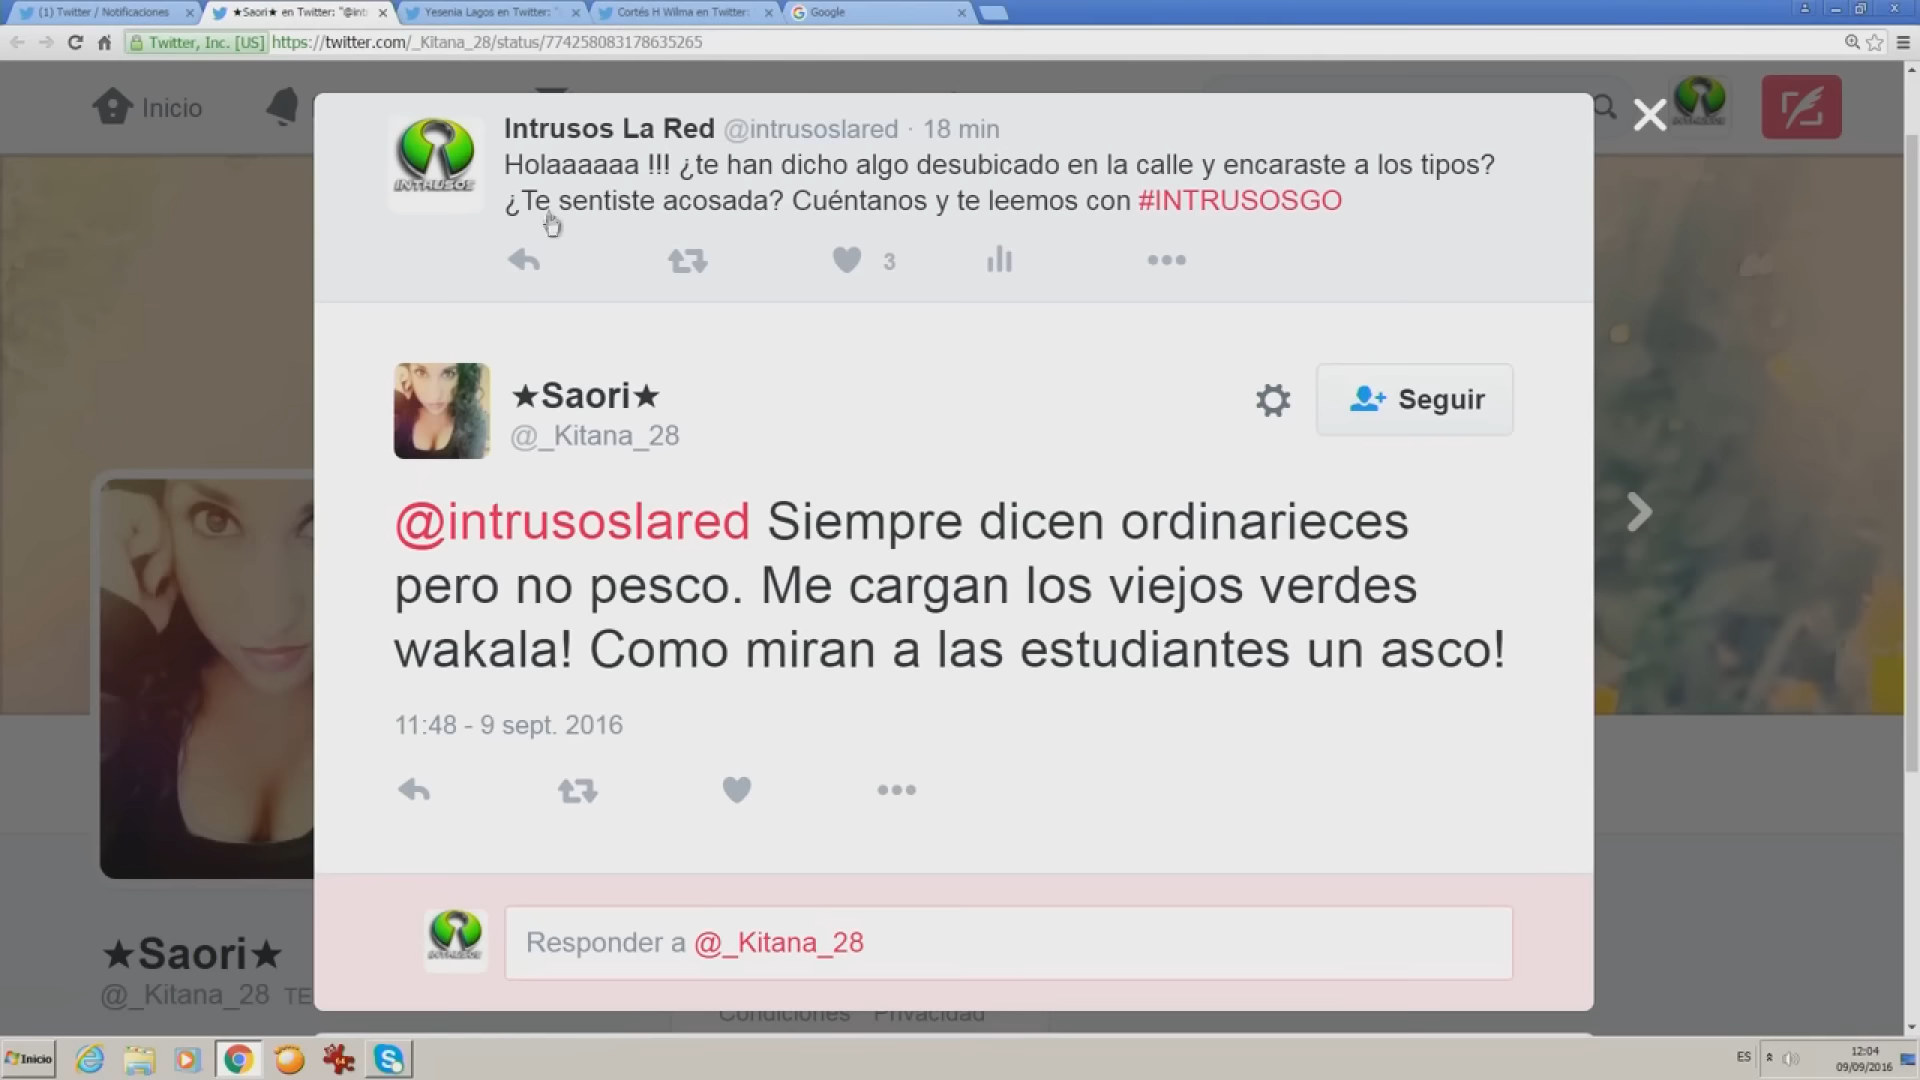 (1) Twitter / Notificaciones
★Saori★ en Twitter: "@int
Yesenia Lagos en Twitter: "
Cortés H Wilma en Twitter:
Google
Twitter, Inc. [US]
https://twitter.com/_Kitana_28/status/774258083178635265
Inicio
Intrusos La Red @intrusoslared · 18 min
Holaaaaaa !!! ¿te han dicho algo desubicado en la calle y encaraste a los tipos?
¿Te sentiste acosada? Cuéntanos y te leemos con #INTRUSOSGO
INTRUSOS
3
★Saori★
@_Kitana_28
Seguir
@intrusoslared Siempre dicen ordinarieces
pero no pesco. Me cargan los viejos verdes
wakala! Como miran a las estudiantes un asco!
11:48 - 9 sept. 2016
INTRUSOS
Responder a @_Kitana_28
★Saori★
@_Kitana_28 TE
Condiciones Privacidad
Inicio
64
ES
12:04
09/09/2016